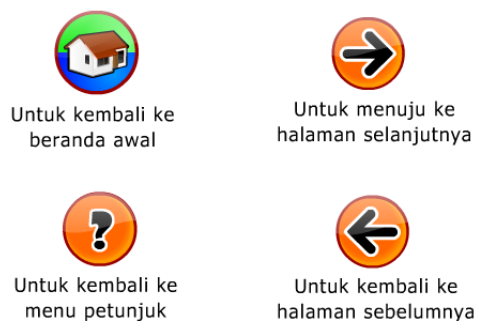 Untuk kembali ke
beranda awal
Untuk menuju ke
halaman selanjutnya
?
Untuk kembali ke
menu petunjuk
Untuk kembali ke
halaman sebelumnya